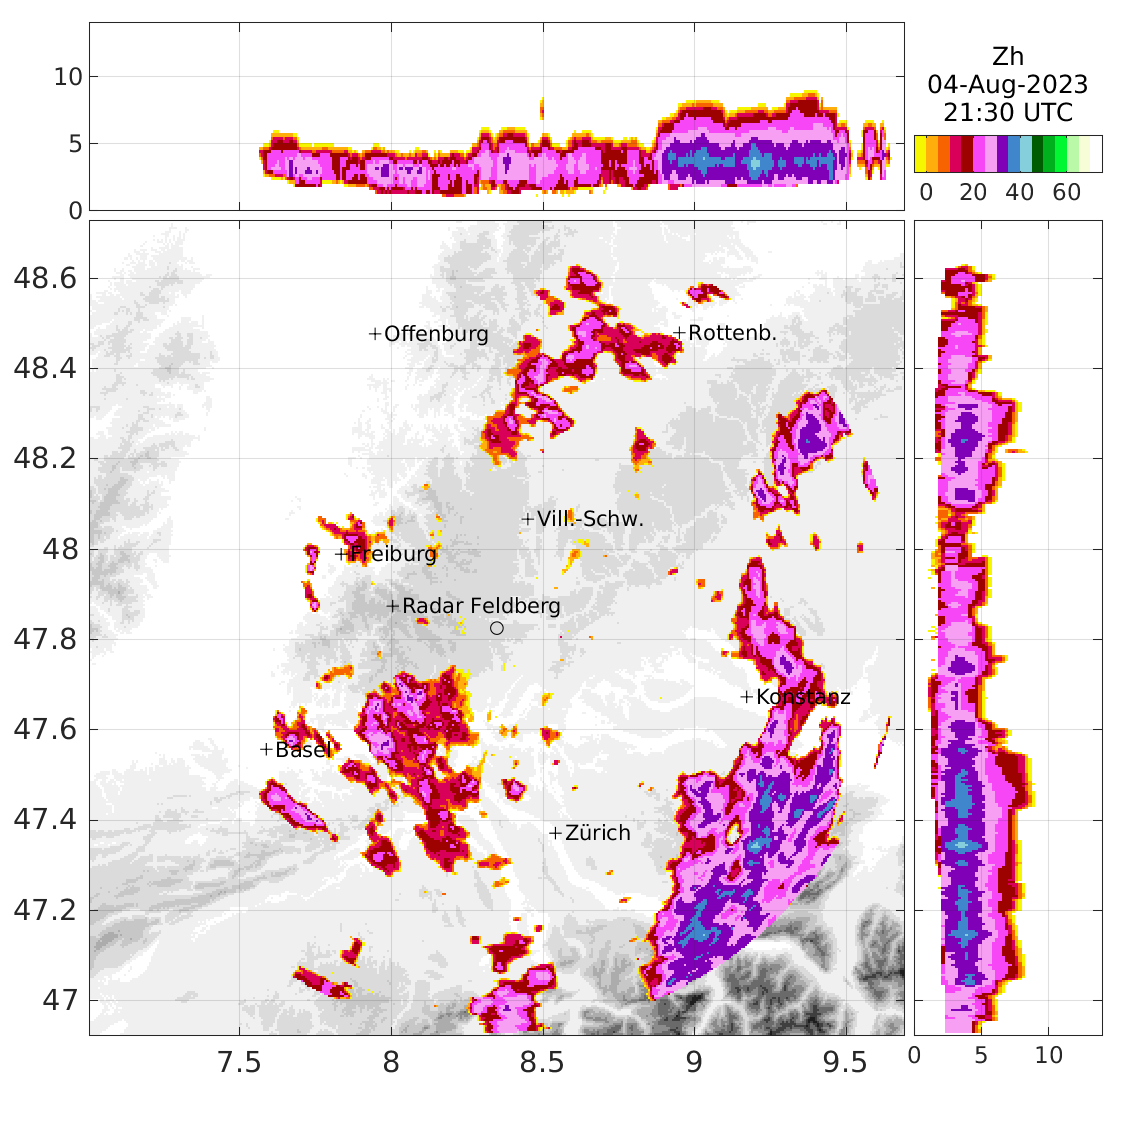 10
5
0
Zh
04-Aug-2023
21:30 UTC
0 20 40 60
48.6
48.4
48.2
48
47.8
47.6
47.4
47.2
47
+Offenburg
+Rottenb.
+Vill.-Schw.
+Freiburg
+Radar Feldberg
+Konstanz
+Basel
+Zürich
7.5 8 8.5 9 9.5
0 5 10